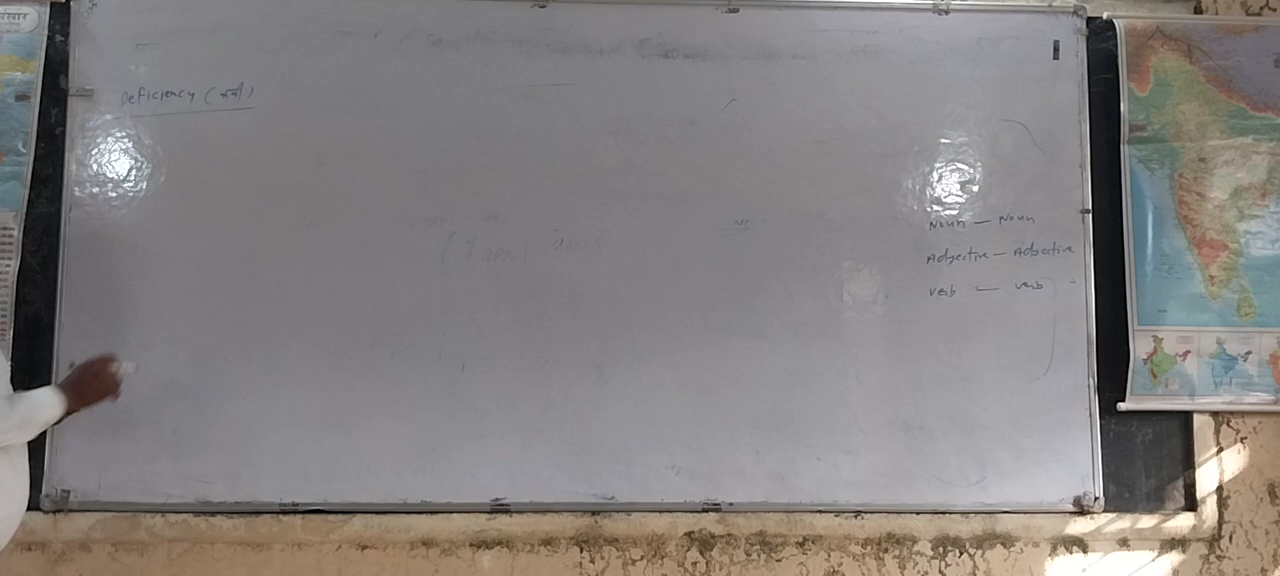 Deficiency (कमी)
Noun — Noun
Adjective — Adjective
Verb — Verb